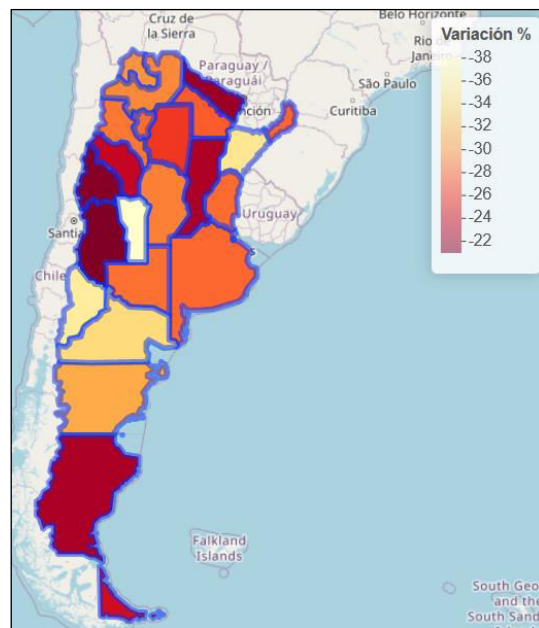 Cruz de
la Sierra
Belo Horizonte
Rio de
Janeiro
Paraguay /
São Paulo
Curitiba
Uruguay
Santia
Chile
Falkland
Islands
South Geo
and the
South Sand
Variación %
-38
-36
-34
-32
-30
-28
-26
-24
-22